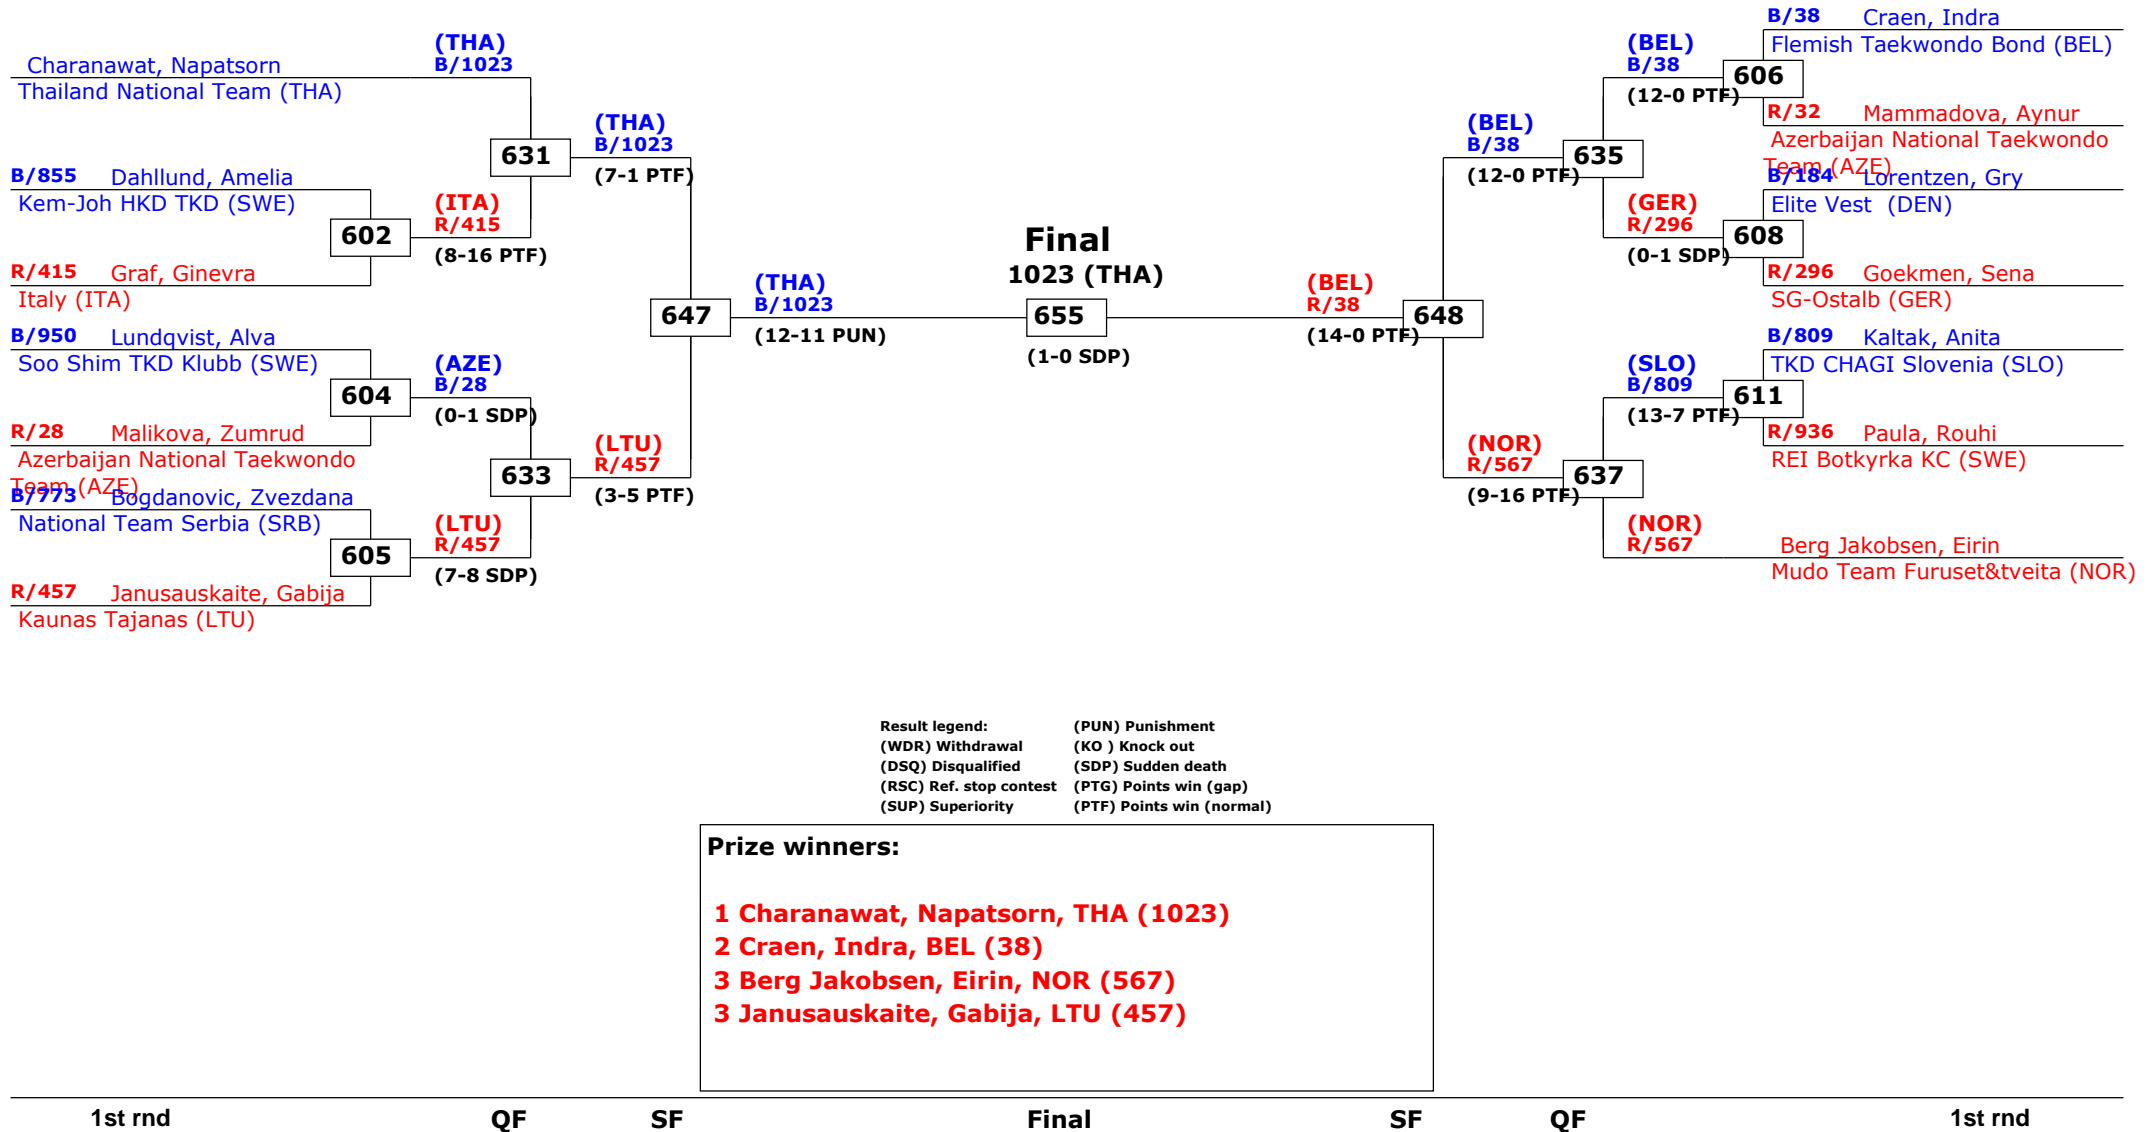 (THA)
B/1023
Charanawat, Napatsorn
Thailand National Team (THA)
B/855 Dahllund, Amelia
Kem-Joh HKD TKD (SWE)
602
R/415 Graf, Ginevra
Italy (ITA)
(ITA)
R/415
(8-16 PTF)
631
(THA)
B/1023
(7-1 PTF)
B/950 Lundqvist, Alva
Soo Shim TKD Klubb (SWE)
604
R/28 Malikova, Zumrud
Azerbaijan National Taekwondo
Team (AZE)
(AZE)
B/28
(0-1 SDP)
B/773 Bogdanovic, Zvezdana
National Team Serbia (SRB)
605
R/457 Janusauskaite, Gabija
Kaunas Tajanas (LTU)
(LTU)
R/457
(7-8 SDP)
633
(LTU)
R/457
(3-5 PTF)
647
(THA)
B/1023
(12-11 PUN)
Final
1023 (THA)
655
(1-0 SDP)
(BEL)
R/38
(14-0 PTF)
648
(BEL)
B/38
(12-0 PTF)
635
(BEL)
B/38
(12-0 PTF)
606
B/38 Craen, Indra
Flemish Taekwondo Bond (BEL)
R/32 Mammadova, Aynur
Azerbaijan National Taekwondo
Team (AZE)
(GER)
R/296
(0-1 SDP)
608
B/184 Lorentzen, Gry
Elite Vest (DEN)
R/296 Goekmen, Sena
SG-Ostalb (GER)
(NOR)
R/567
(9-16 PTF)
637
(SLO)
B/809
(13-7 PTF)
611
B/809 Kaltak, Anita
TKD CHAGI Slovenia (SLO)
R/936 Paula, Rouhi
REI Botkyrka KC (SWE)
(NOR)
R/567
Berg Jakobsen, Eirin
Mudo Team Furuset&tveita (NOR)
Result legend: (PUN) Punishment
(WDR) Withdrawal (KO ) Knock out
(DSQ) Disqualified (SDP) Sudden death
(RSC) Ref. stop contest (PTG) Points win (gap)
(SUP) Superiority (PTF) Points win (normal)
Prize winners:
1 Charanawat, Napatsorn, THA (1023)
2 Craen, Indra, BEL (38)
3 Berg Jakobsen, Eirin, NOR (567)
3 Janusauskaite, Gabija, LTU (457)
1st rnd QF SF Final SF QF 1st rnd